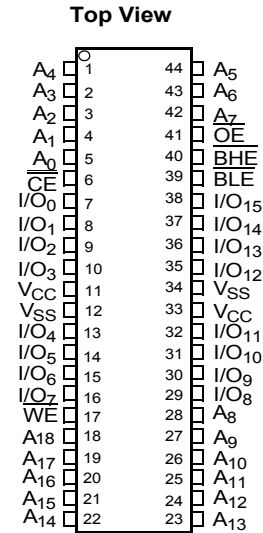 Top View
A4 1 44 A5
A3 2 43 A6
A2 3 42 A7
A1 4 41 OE
A0 5 40 BHE
CE 6 39 BLE
I/O0 7 38 I/O15
I/O1 8 37 I/O14
I/O2 9 36 I/O13
I/O3 10 35 I/O12
VCC 11 34 VSS
VSS 12 33 VCC
I/O4 13 32 I/O11
I/O5 14 31 I/O10
I/O6 15 30 I/O9
I/O7 16 29 I/O8
WE 17 28 A8
A18 18 27 A9
A17 19 26 A10
A16 20 25 A11
A15 21 24 A12
A14 22 23 A13